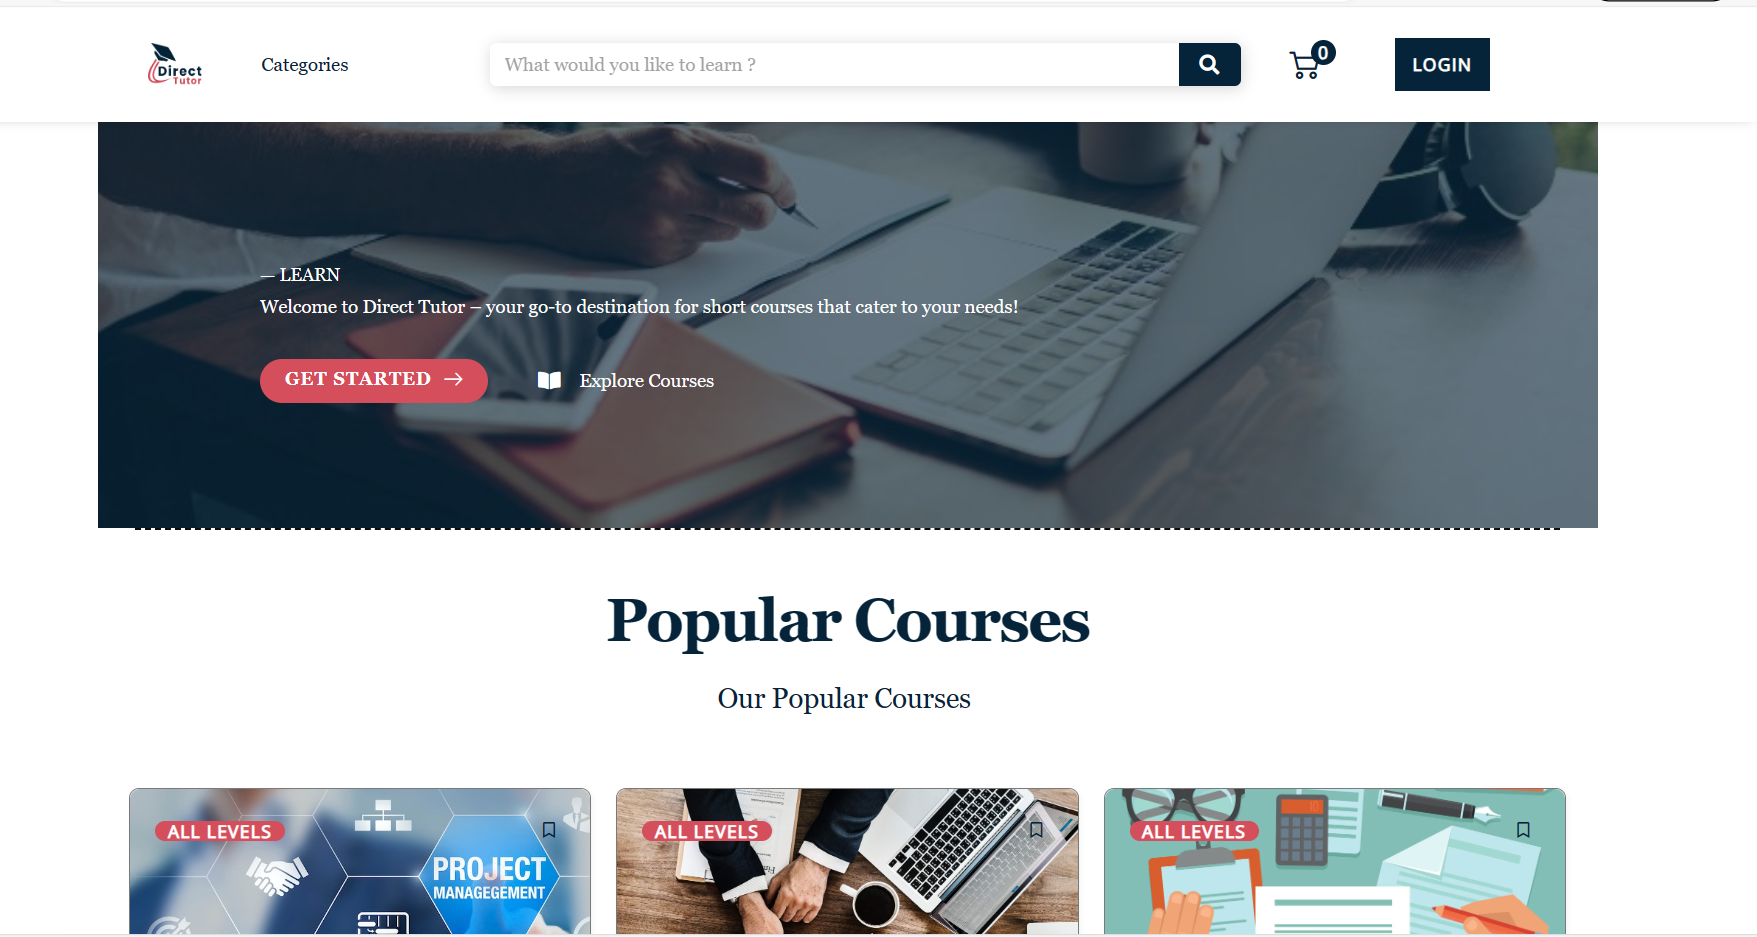 Direct
Tutor
Categories
What would you like to learn ?
0
LOGIN
— LEARN
Welcome to Direct Tutor – your go-to destination for short courses that cater to your needs!
GET STARTED →
Explore Courses
Popular Courses
Our Popular Courses
ALL LEVELS
PROJECT
MANAGEGEMENT
ALL LEVELS
ALL LEVELS